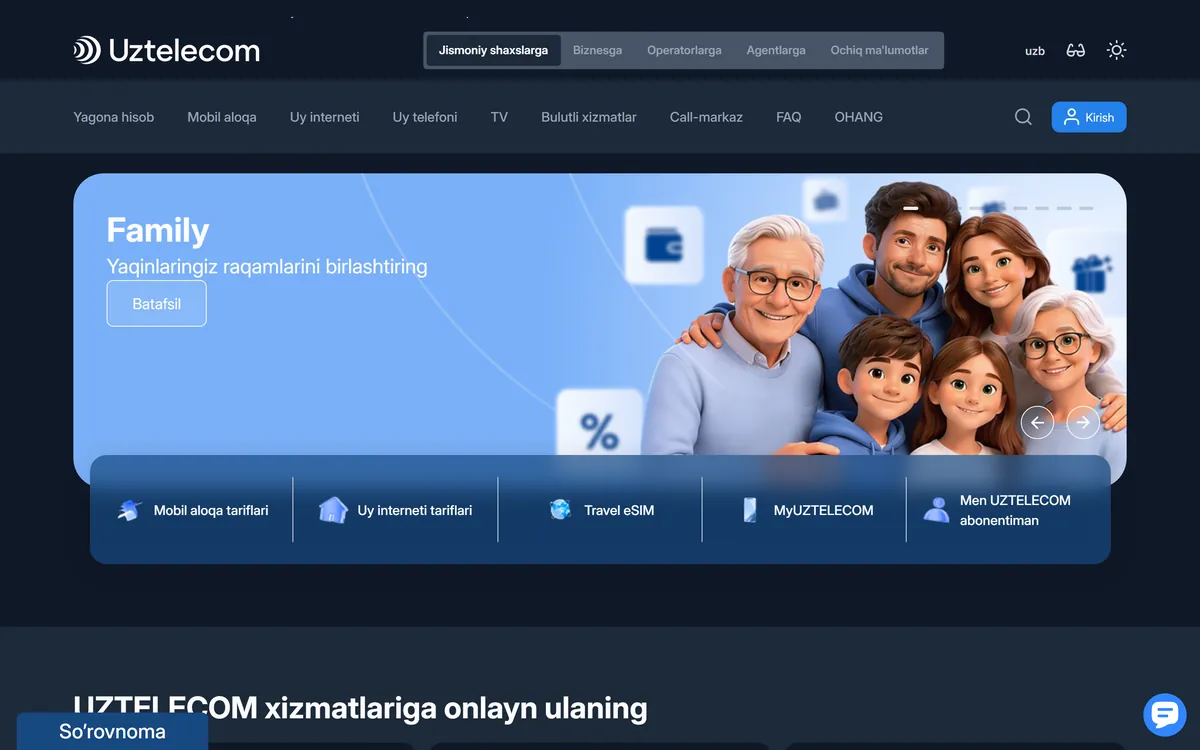 Uztelecom
Jismoniy shaxslarga
Biznesga
Operatorlarga
Agentlarga
Ochiq ma'lumotlar
uzb
Yagona hisob
Mobil aloqa
Uy interneti
Uy telefoni
TV
Bulutli xizmatlar
Call-markaz
FAQ
OHANG
Kirish
Family
Yaqinlaringiz raqamlarini birlashtiring
Batafsil
%
Mobil aloqa tariflari
Uy interneti tariflari
Travel eSIM
MyUZTELECOM
Men UZTELECOM
abonentiman
UZTELECOM xizmatlariga onlayn ulaning
So‘rovnoma